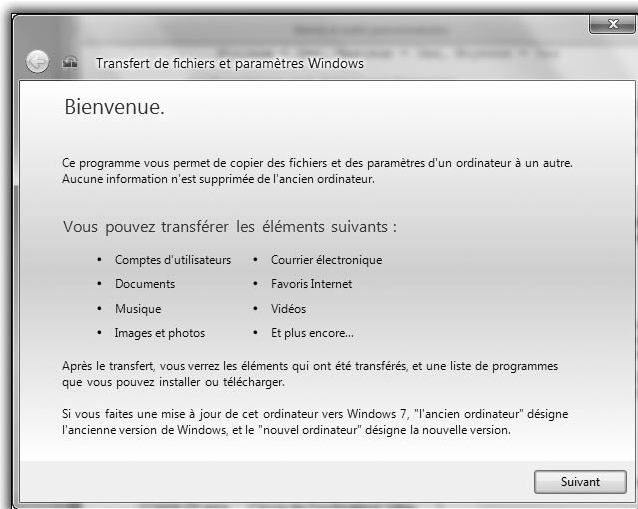 Transfert de fichiers et paramètres Windows
Bienvenue.
Ce programme vous permet de copier des fichiers et des paramètres d'un ordinateur à un autre.
Aucune information n'est supprimée de l'ancien ordinateur.
Vous pouvez transférer les éléments suivants :
• Comptes d'utilisateurs
• Documents
• Musique
• Images et photos
• Courrier électronique
• Favoris Internet
• Vidéos
• Et plus encore...
Après le transfert, vous verrez les éléments qui ont été transférés, et une liste de programmes
que vous pouvez installer ou télécharger.
Si vous faites une mise à jour de cet ordinateur vers Windows 7, "l'ancien ordinateur" désigne
l'ancienne version de Windows, et le "nouvel ordinateur" désigne la nouvelle version.
Suivant